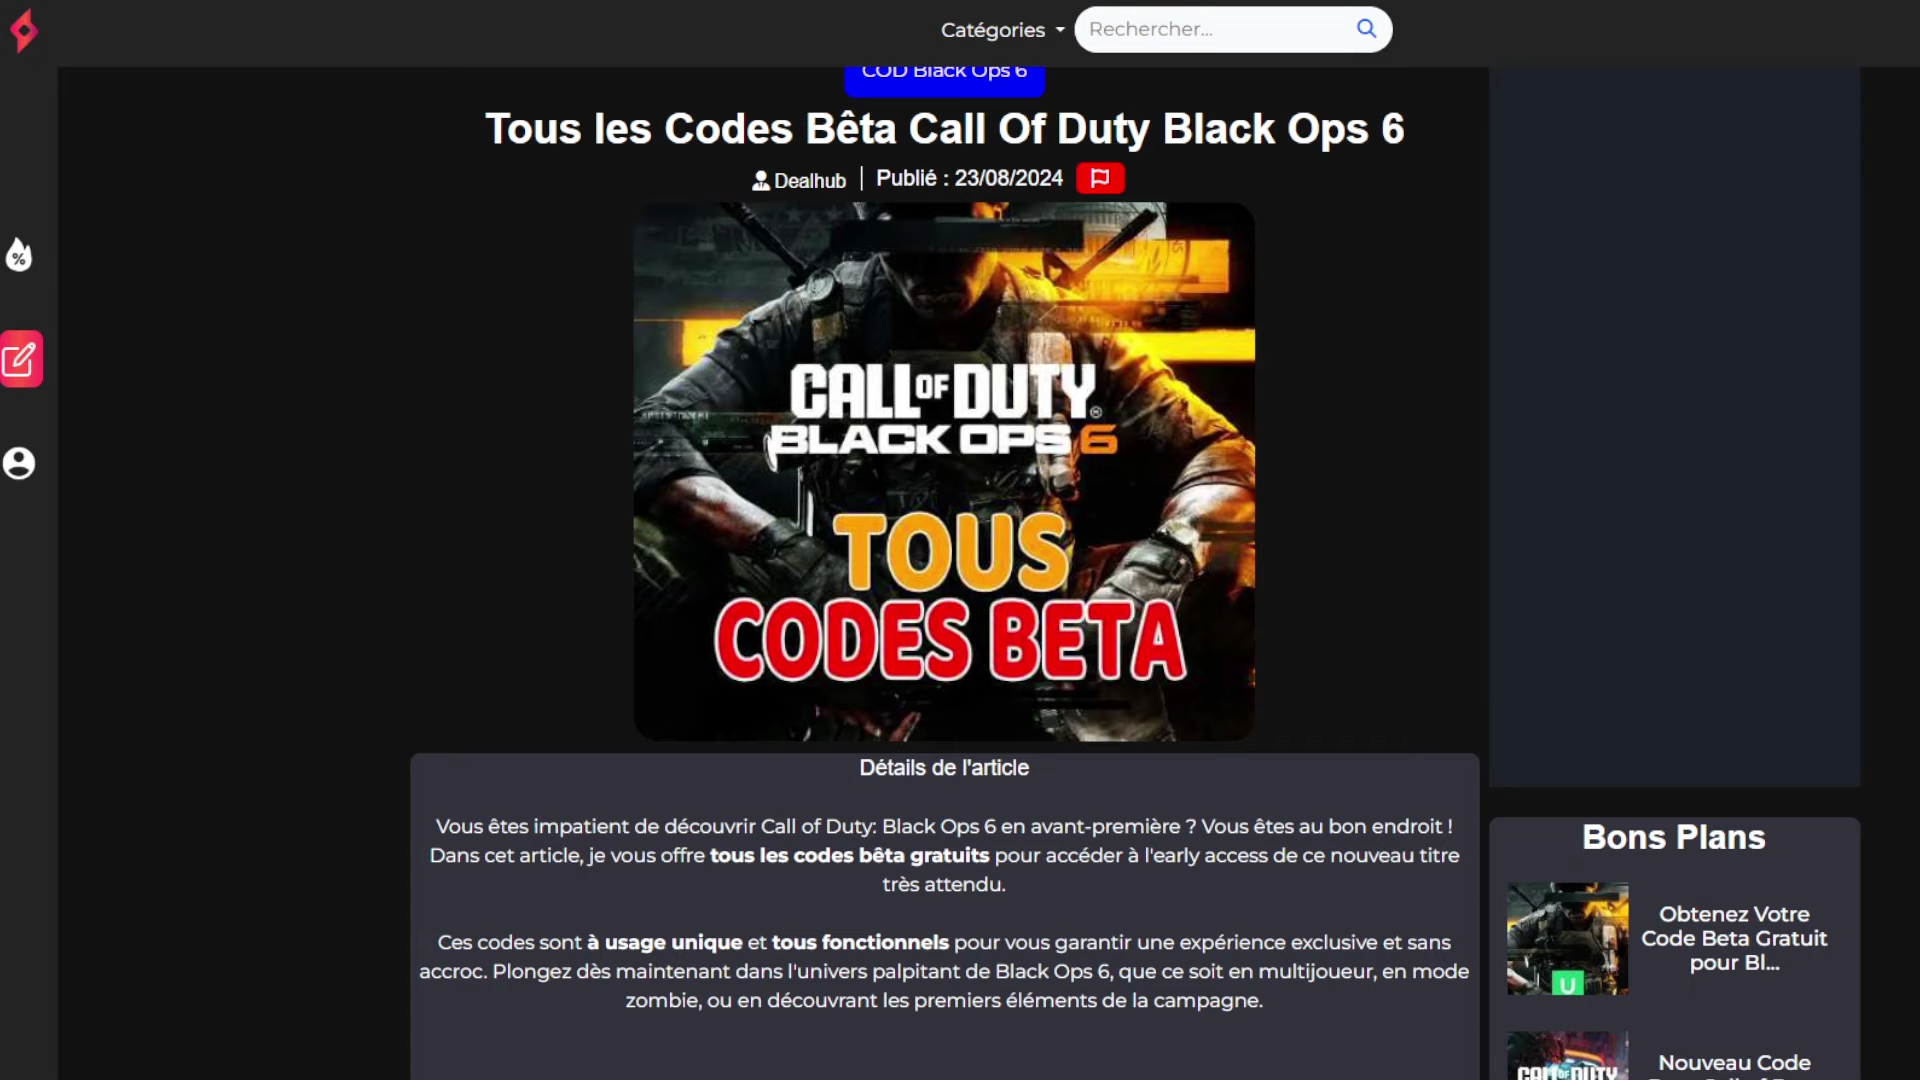 Catégories
Rechercher...
COD Black Ops 6
Tous les Codes Bêta Call Of Duty Black Ops 6
Dealhub
Publié : 23/08/2024
CALL OF DUTY®
BLACK OPS 6
TOUS
CODES BETA
Détails de l'article
Vous êtes impatient de découvrir Call of Duty: Black Ops 6 en avant-première ? Vous êtes au bon endroit !
Dans cet article, je vous offre tous les codes bêta gratuits pour accéder à l'early access de ce nouveau titre
très attendu.
Ces codes sont à usage unique et tous fonctionnels pour vous garantir une expérience exclusive et sans
accroc. Plongez dès maintenant dans l'univers palpitant de Black Ops 6, que ce soit en multijoueur, en mode
zombie, ou en découvrant les premiers éléments de la campagne.
Bons Plans
U
Obtenez Votre
Code Beta Gratuit
pour Bl...
CALL OF DUTY
Nouveau Code